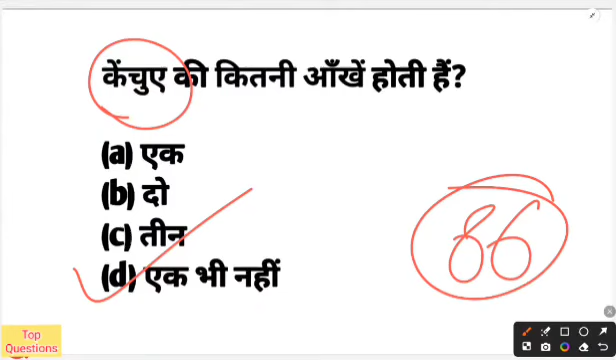 केंचुए की कितनी आँखें होती हैं?
(a) एक
(b) दो
(c) तीन
(d) एक भी नहीं
86
Top
Questions